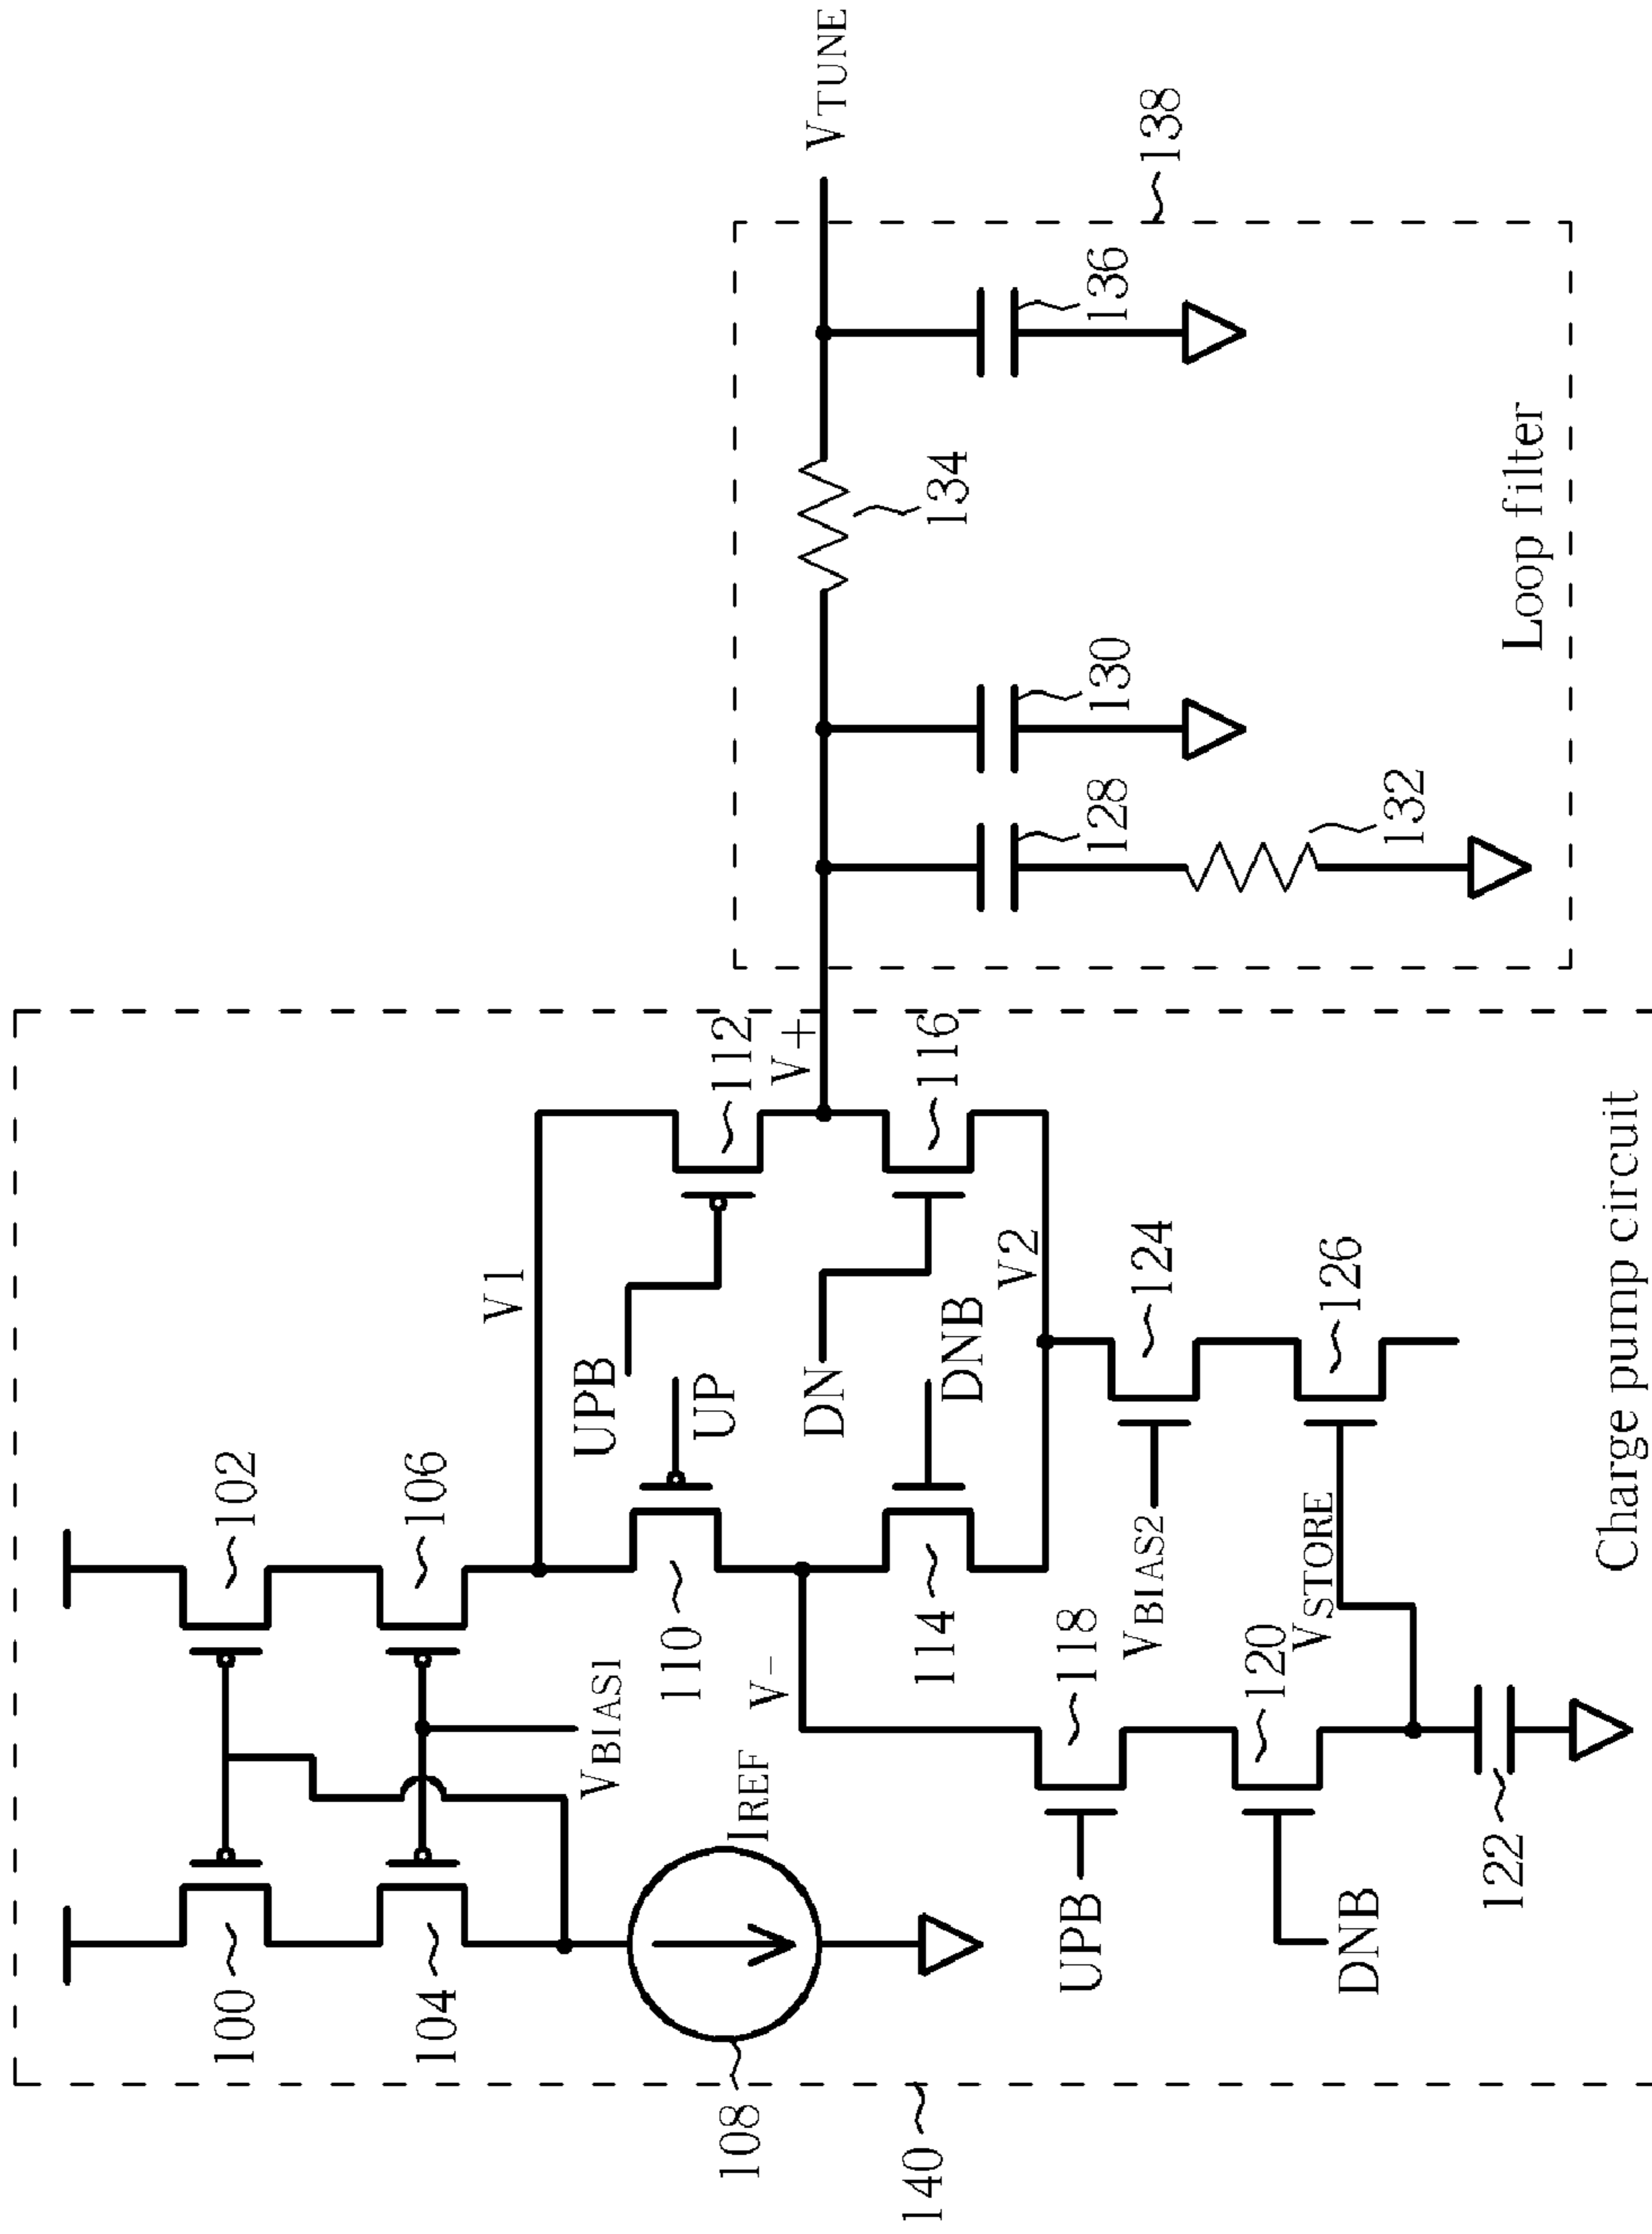 100
102
104
106
VBIAS1
V1
108
IREF
UPB
UP
110
112
V-
V+
VTUNE
DN
DNB
114
116
V2
134
118
UPB
VBIAS2
124
120
DNB
VSTORE
126
122
128
130
136
132
138
Loop filter
140
Charge pump circuit